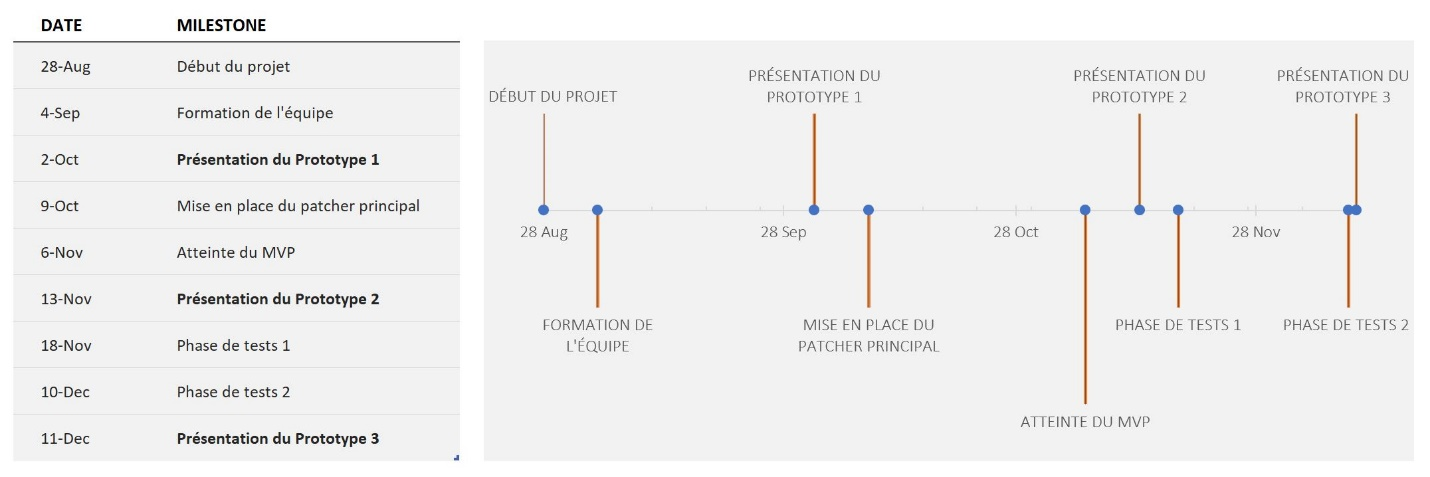 DATE MILESTONE
28-Aug Début du projet
4-Sep Formation de l'équipe
2-Oct Présentation du Prototype 1
9-Oct Mise en place du patcher principal
6-Nov Atteinte du MVP
13-Nov Présentation du Prototype 2
18-Nov Phase de tests 1
10-Dec Phase de tests 2
11-Dec Présentation du Prototype 3
DÉBUT DU PROJET
PRÉSENTATION DU
PROTOTYPE 1
PRÉSENTATION DU
PROTOTYPE 2
PRÉSENTATION DU
PROTOTYPE 3
28 Aug 28 Sep 28 Oct 28 Nov
FORMATION DE
L'ÉQUIPE
MISE EN PLACE DU
PATCHER PRINCIPAL
PHASE DE TESTS 1
PHASE DE TESTS 2
ATTEINTE DU MVP